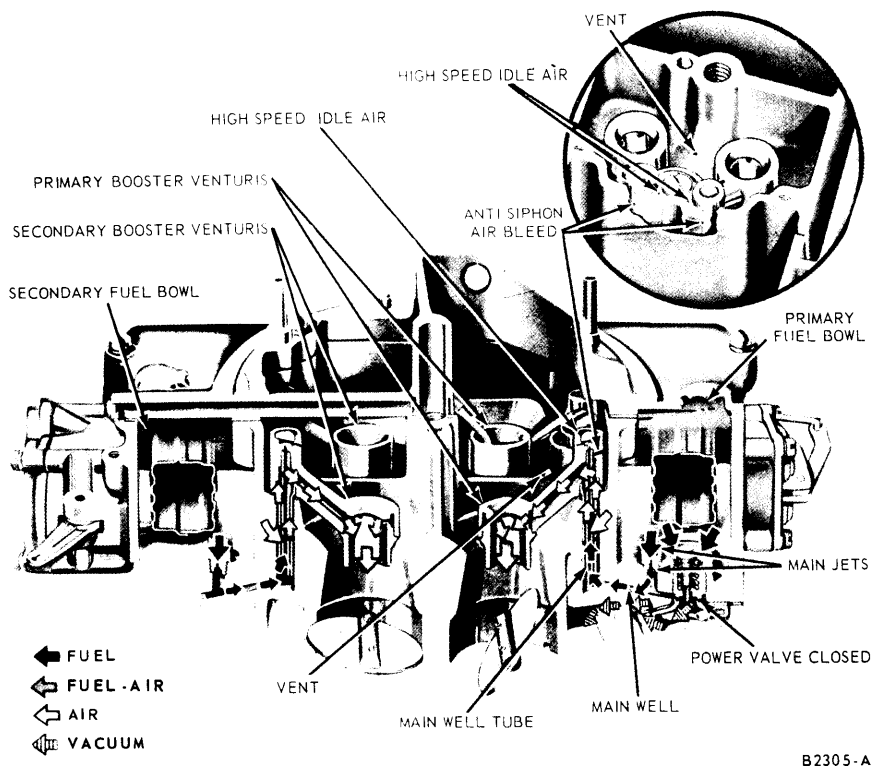 VENT
HIGH SPEED IDLE AIR
HIGH SPEED IDLE AIR
PRIMARY BOOSTER VENTURIS
ANTI SIPHON
AIR BLEED
SECONDARY BOOSTER VENTURIS
SECONDARY FUEL BOWL
PRIMARY
FUEL BOWL
MAIN JETS
FUEL
POWER VALVE CLOSED
FUEL-AIR
VENT
MAIN WELL
AIR
MAIN WELL TUBE
VACUUM
B2305-A